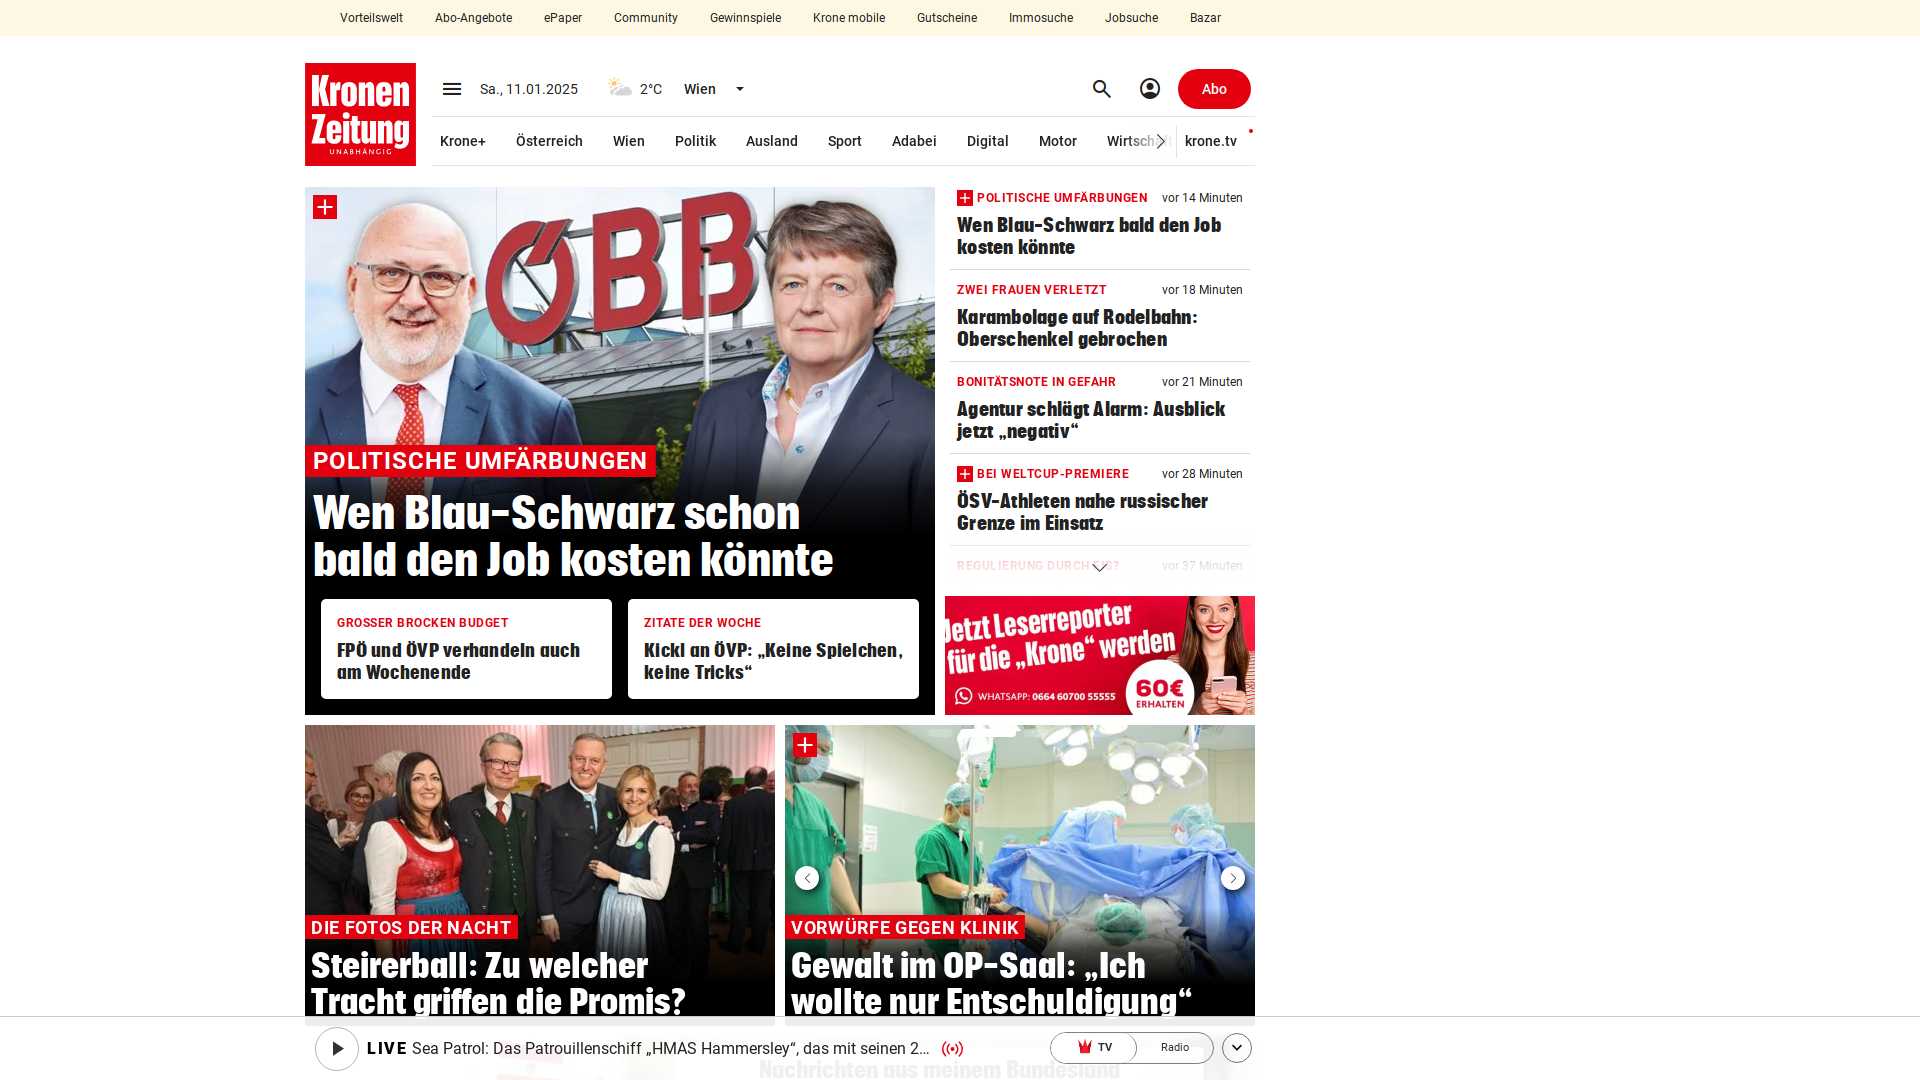 Vorteilswelt
Abo-Angebote
ePaper
Community
Gewinnspiele
Krone mobile
Gutscheine
Immosuche
Jobsuche
Bazar
Kronen
Zeitung
UNABHÄNGIG
Sa., 11.01.2025
2°C
Wien
Abo
Krone+
Österreich
Wien
Politik
Ausland
Sport
Adabei
Digital
Motor
Wirtschaft
krone.tv
ÖBB
POLITISCHE UMFÄRBUNGEN
Wen Blau-Schwarz schon
bald den Job kosten könnte
GROSSER BROCKEN BUDGET
FPÖ und ÖVP verhandeln auch
am Wochenende
ZITATE DER WOCHE
Kickl an ÖVP: „Keine Spielchen,
keine Tricks“
POLITISCHE UMFÄRBUNGEN
vor 14 Minuten
Wen Blau-Schwarz bald den Job
kosten könnte
ZWEI FRAUEN VERLETZT
vor 18 Minuten
Karambolage auf Rodelbahn:
Oberschenkel gebrochen
BONITÄTSNOTE IN GEFAHR
vor 21 Minuten
Agentur schlägt Alarm: Ausblick
jetzt „negativ“
BEI WELTCUP-PREMIERE
vor 28 Minuten
ÖSV-Athleten nahe russischer
Grenze im Einsatz
REGULIERUNG DURCH EIB?
vor 37 Minuten
Jetzt Leserreporter
für die „Krone“ werden
WHATSAPP: 0664 60700 55555
60€
ERHALTEN
DIE FOTOS DER NACHT
Steirerball: Zu welcher
Tracht griffen die Promis?
VORWÜRFE GEGEN KLINIK
Gewalt im OP-Saal: „Ich
wollte nur Entschuldigung“
LIVE Sea Patrol: Das Patrouillenschiff „HMAS Hammersley“, das mit seinen 2...
TV
Radio
Nachrichten aus meinem Bundesland